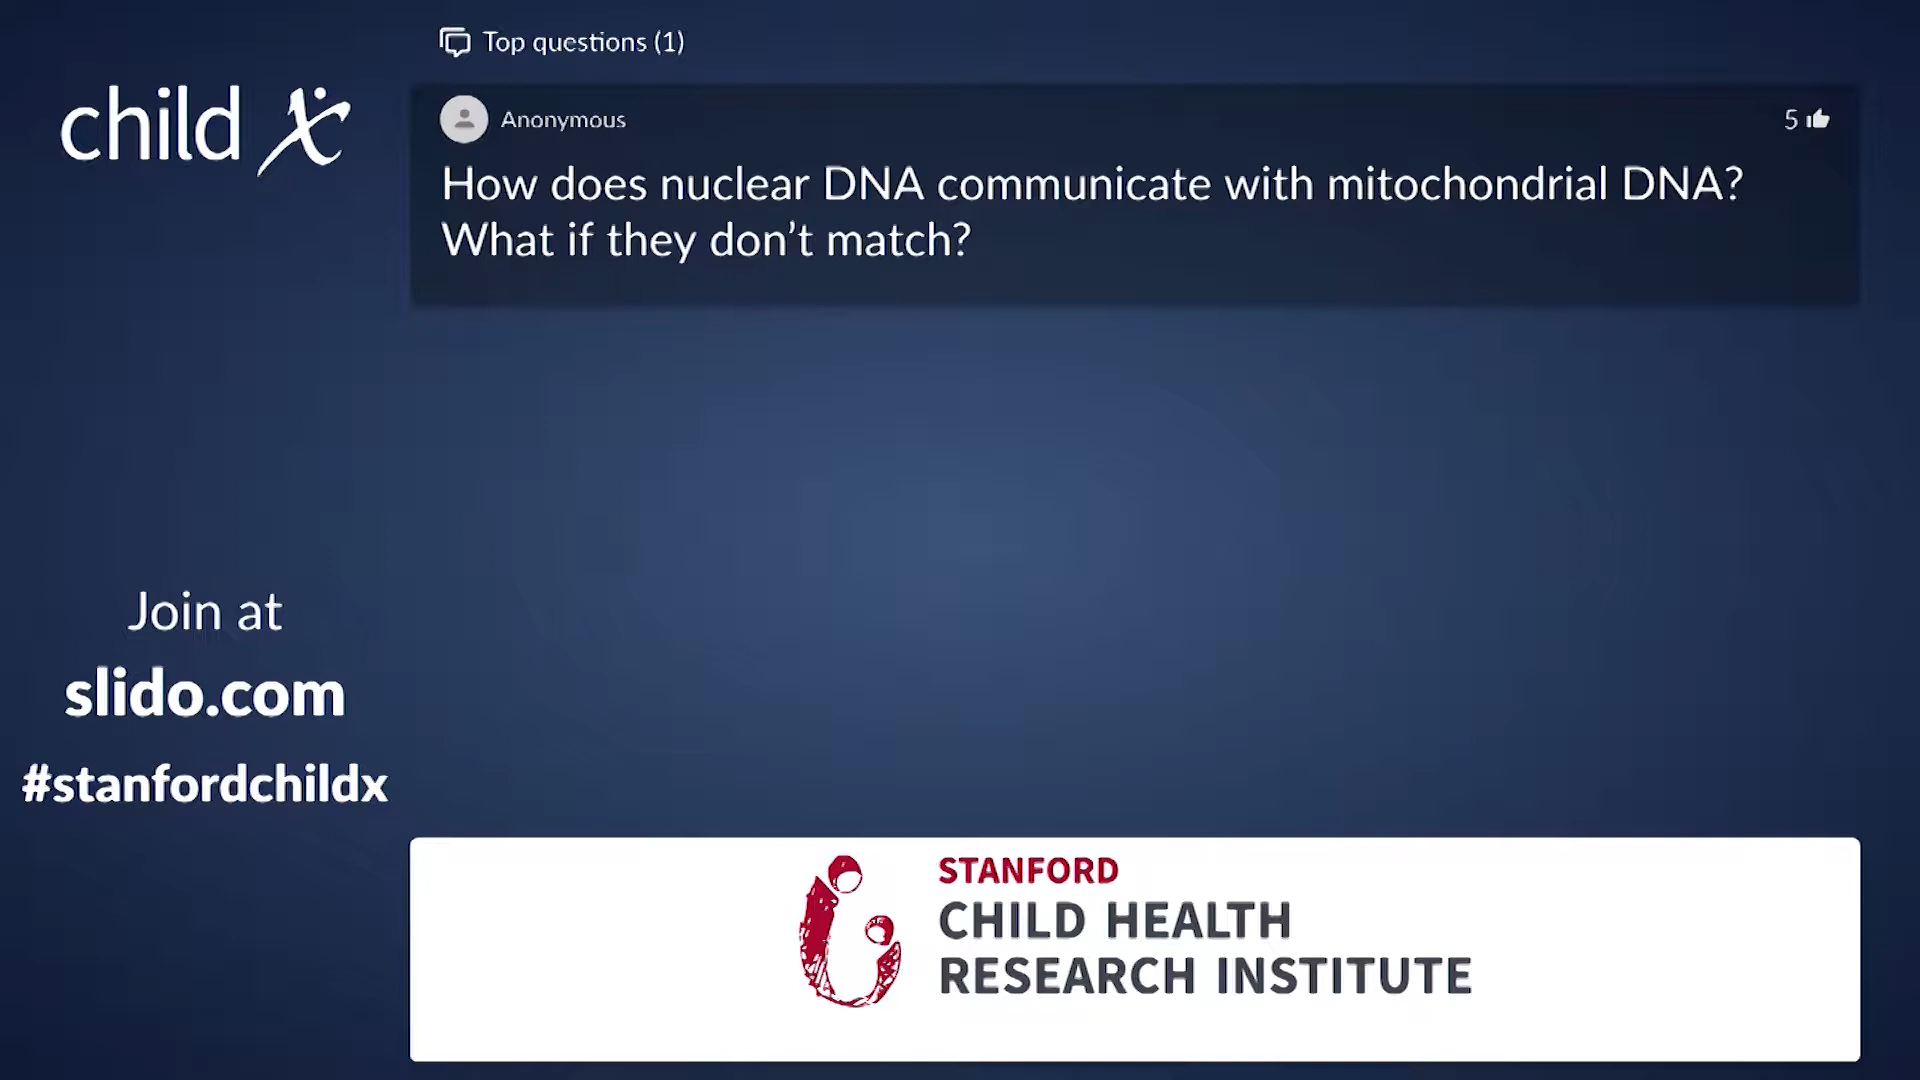 Top questions (1)
child x
Anonymous
5
How does nuclear DNA communicate with mitochondrial DNA?
What if they don’t match?
Join at
slido.com
#stanfordchildx
STANFORD
CHILD HEALTH
RESEARCH INSTITUTE